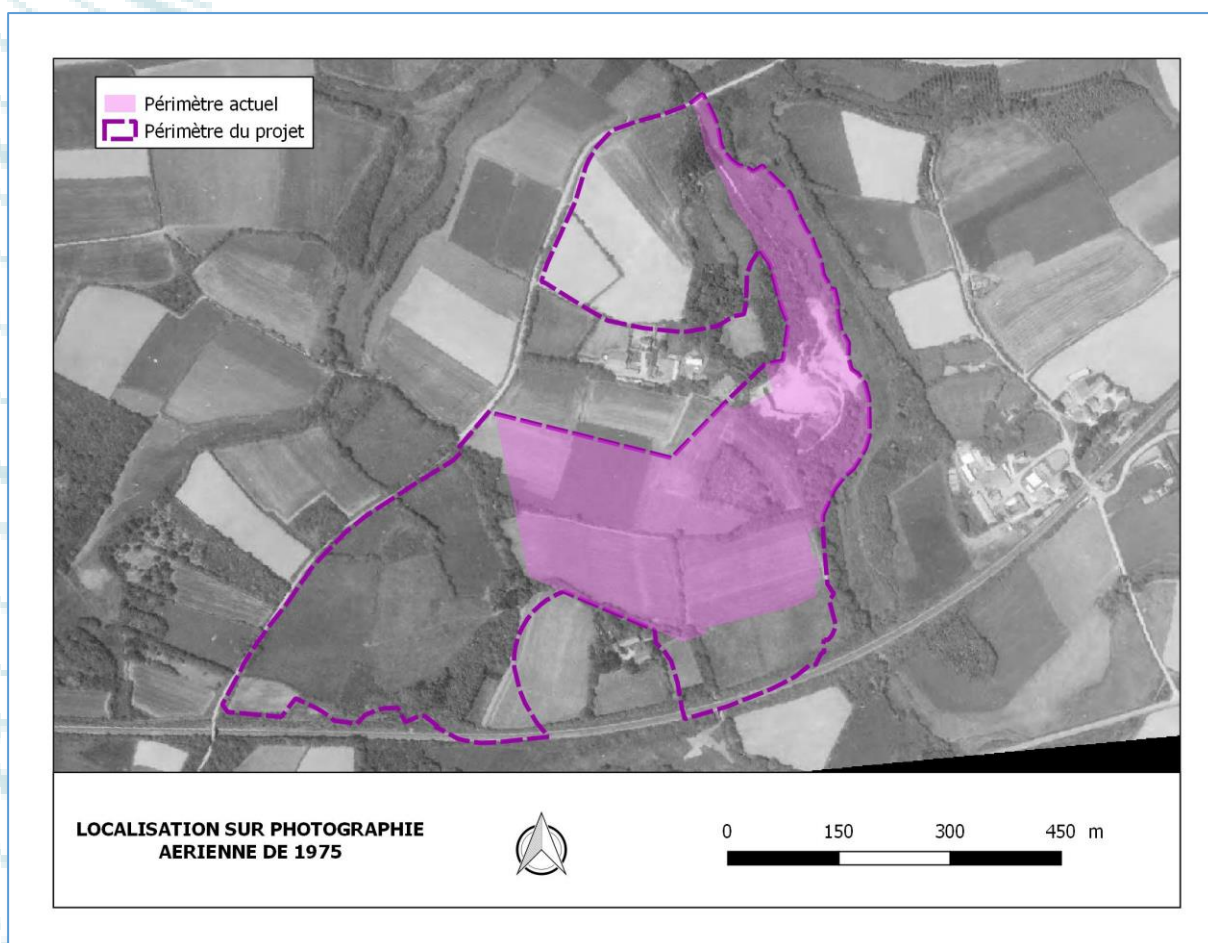 Périmètre actuel
Périmètre du projet
LOCALISATION SUR PHOTOGRAPHIE
AERIENNE DE 1975
0 150 300 450 m